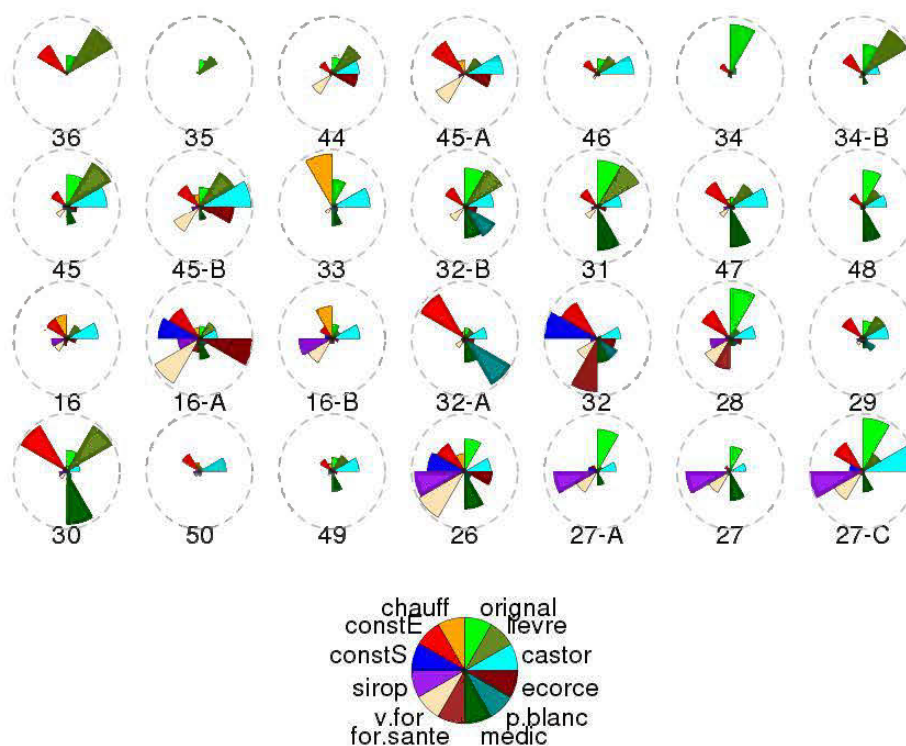 36 35 44 45-A 46 34 34-B
45 45-B 33 32-B 31 47 48
16 16-A 16-B 32-A 32 28 29
30 50 49 26 27-A 27 27-C
chauff orignal
constE lievre
constS castor
sirop ecorce
v.for p.blanc
for.sante medic